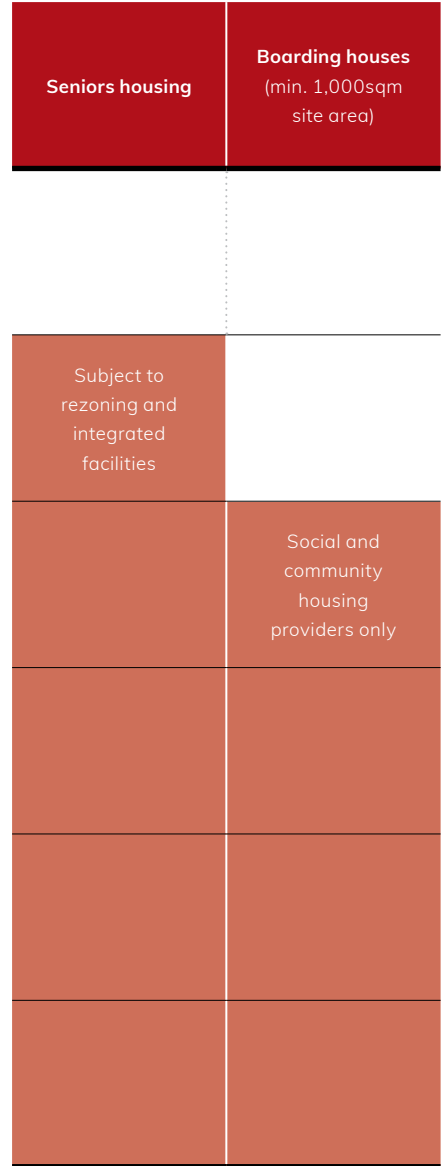 Seniors housing
Boarding houses
(min. 1,000sqm
site area)
Subject to
rezoning and
integrated
facilities
Social and
community
housing
providers only